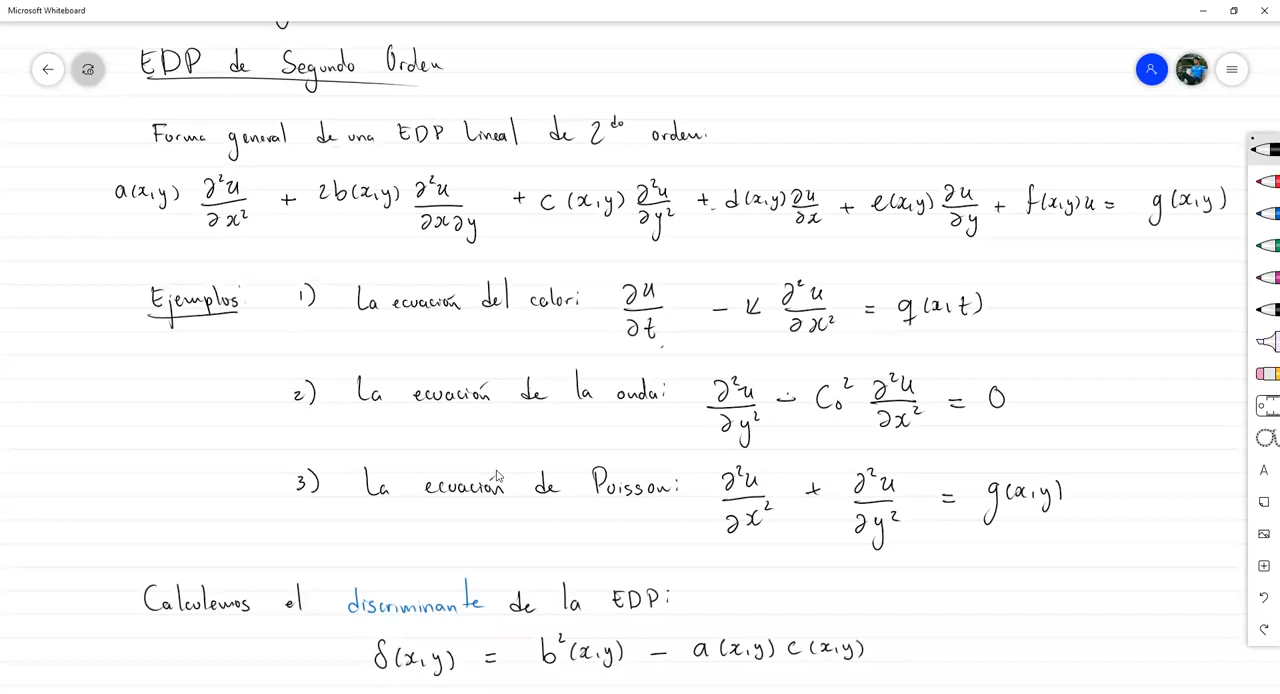 Microsoft Whiteboard
EDP de Segundo Orden
Forma general de una EDP Lineal de 2^do orden:
a(x,y) ∂²u/∂x² + 2b(x,y) ∂²u/∂x∂y + c(x,y) ∂²u/∂y² + d(x,y) ∂u/∂x + e(x,y) ∂u/∂y + f(x,y)u = g(x,y)
Ejemplos: 1) La ecuación del calor: ∂u/∂t - K ∂²u/∂x² = q(x,t)
2) La ecuación de la onda: ∂²u/∂y² - C₀² ∂²u/∂x² = 0
3) La ecuación de Poisson: ∂²u/∂x² + ∂²u/∂y² = g(x,y)
Calculemos el discriminante de la EDP:
δ(x,y) = b²(x,y) - a(x,y) c(x,y)